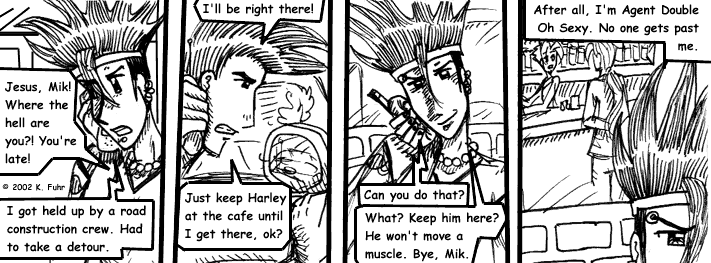 Jesus, Mik!
Where the
hell are
you?! You're
late!
© 2002 K. Fuhr
I got held up by a road
construction crew. Had
to take a detour.
I'll be right there!
Just keep Harley
at the cafe until
I get there, ok?
Can you do that?
What? Keep him here?
He won't move a
muscle. Bye, Mik.
After all, I'm Agent Double
Oh Sexy. No one gets past
me.